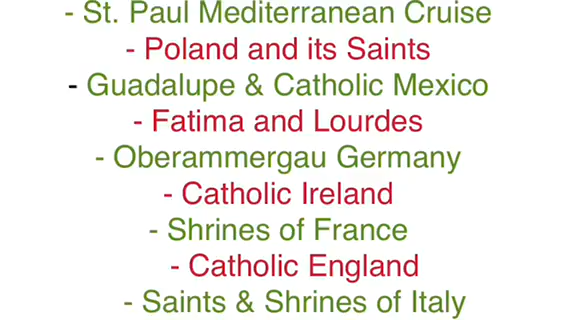 - St. Paul Mediterranean Cruise
- Poland and its Saints
- Guadalupe & Catholic Mexico
- Fatima and Lourdes
- Oberammergau Germany
- Catholic Ireland
- Shrines of France
- Catholic England
- Saints & Shrines of Italy